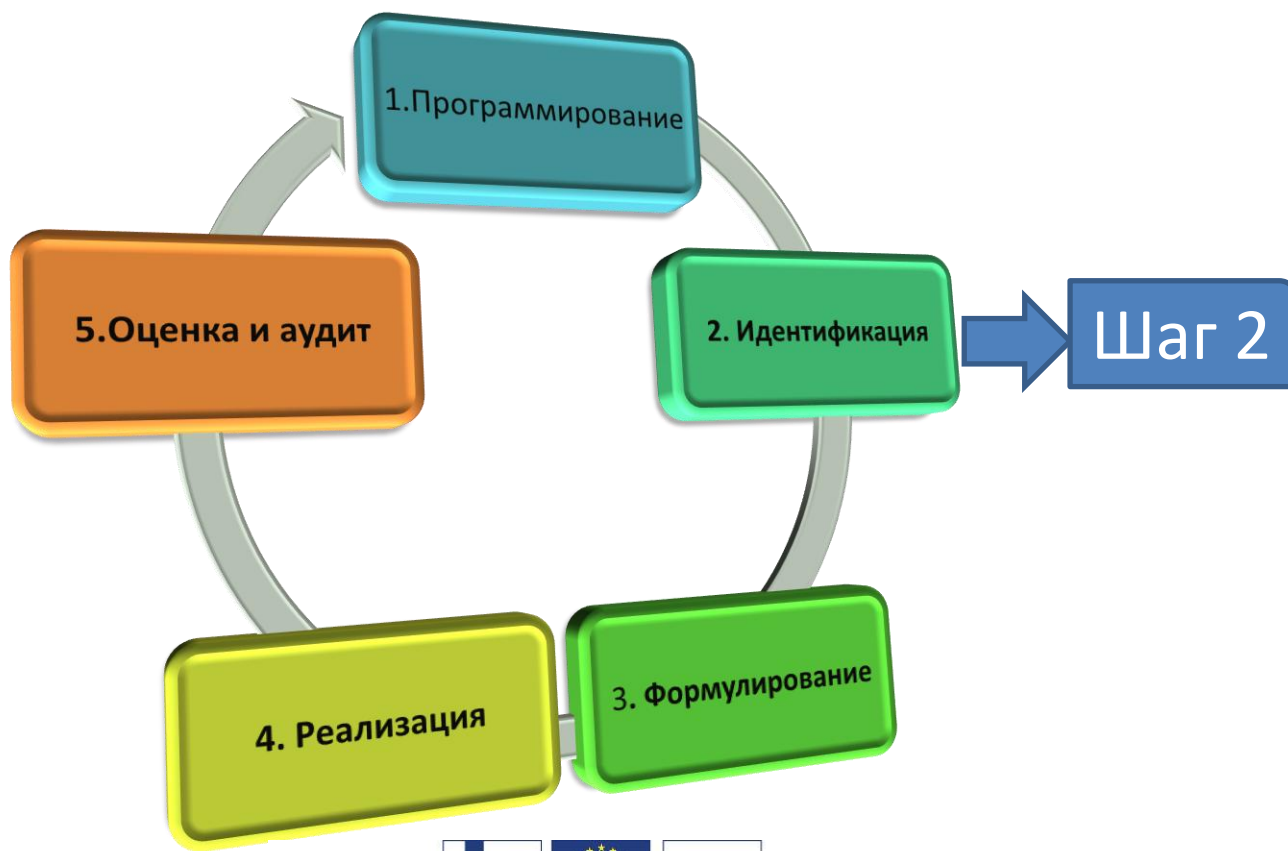 1.Программирование
2. Идентификация
Шаг 2
3. Формулирование
4. Реализация
5.Оценка и аудит